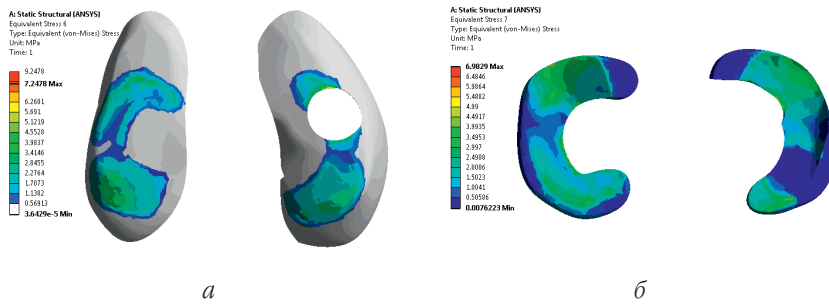 A: Static Structural (ANSYS)
Equivalent Stress 6
Type: Equivalent (von-Mises) Stress
Unit: MPa
Time: 1
9.2478
7.2478 Max
6.2681
5.691
5.1219
4.5528
3.9837
3.4146
2.8455
2.2764
1.7073
1.1382
0.56913
3.6429e-5 Min
A: Static Structural (ANSYS)
Equivalent Stress 7
Type: Equivalent (von-Mises) Stress
Unit: MPa
Time: 1
6.9829 Max
6.4846
5.9864
5.4882
4.99
4.4917
3.9935
3.4953
2.997
2.4988
2.0006
1.5023
1.0041
0.50586
0.0076223 Min
а
б